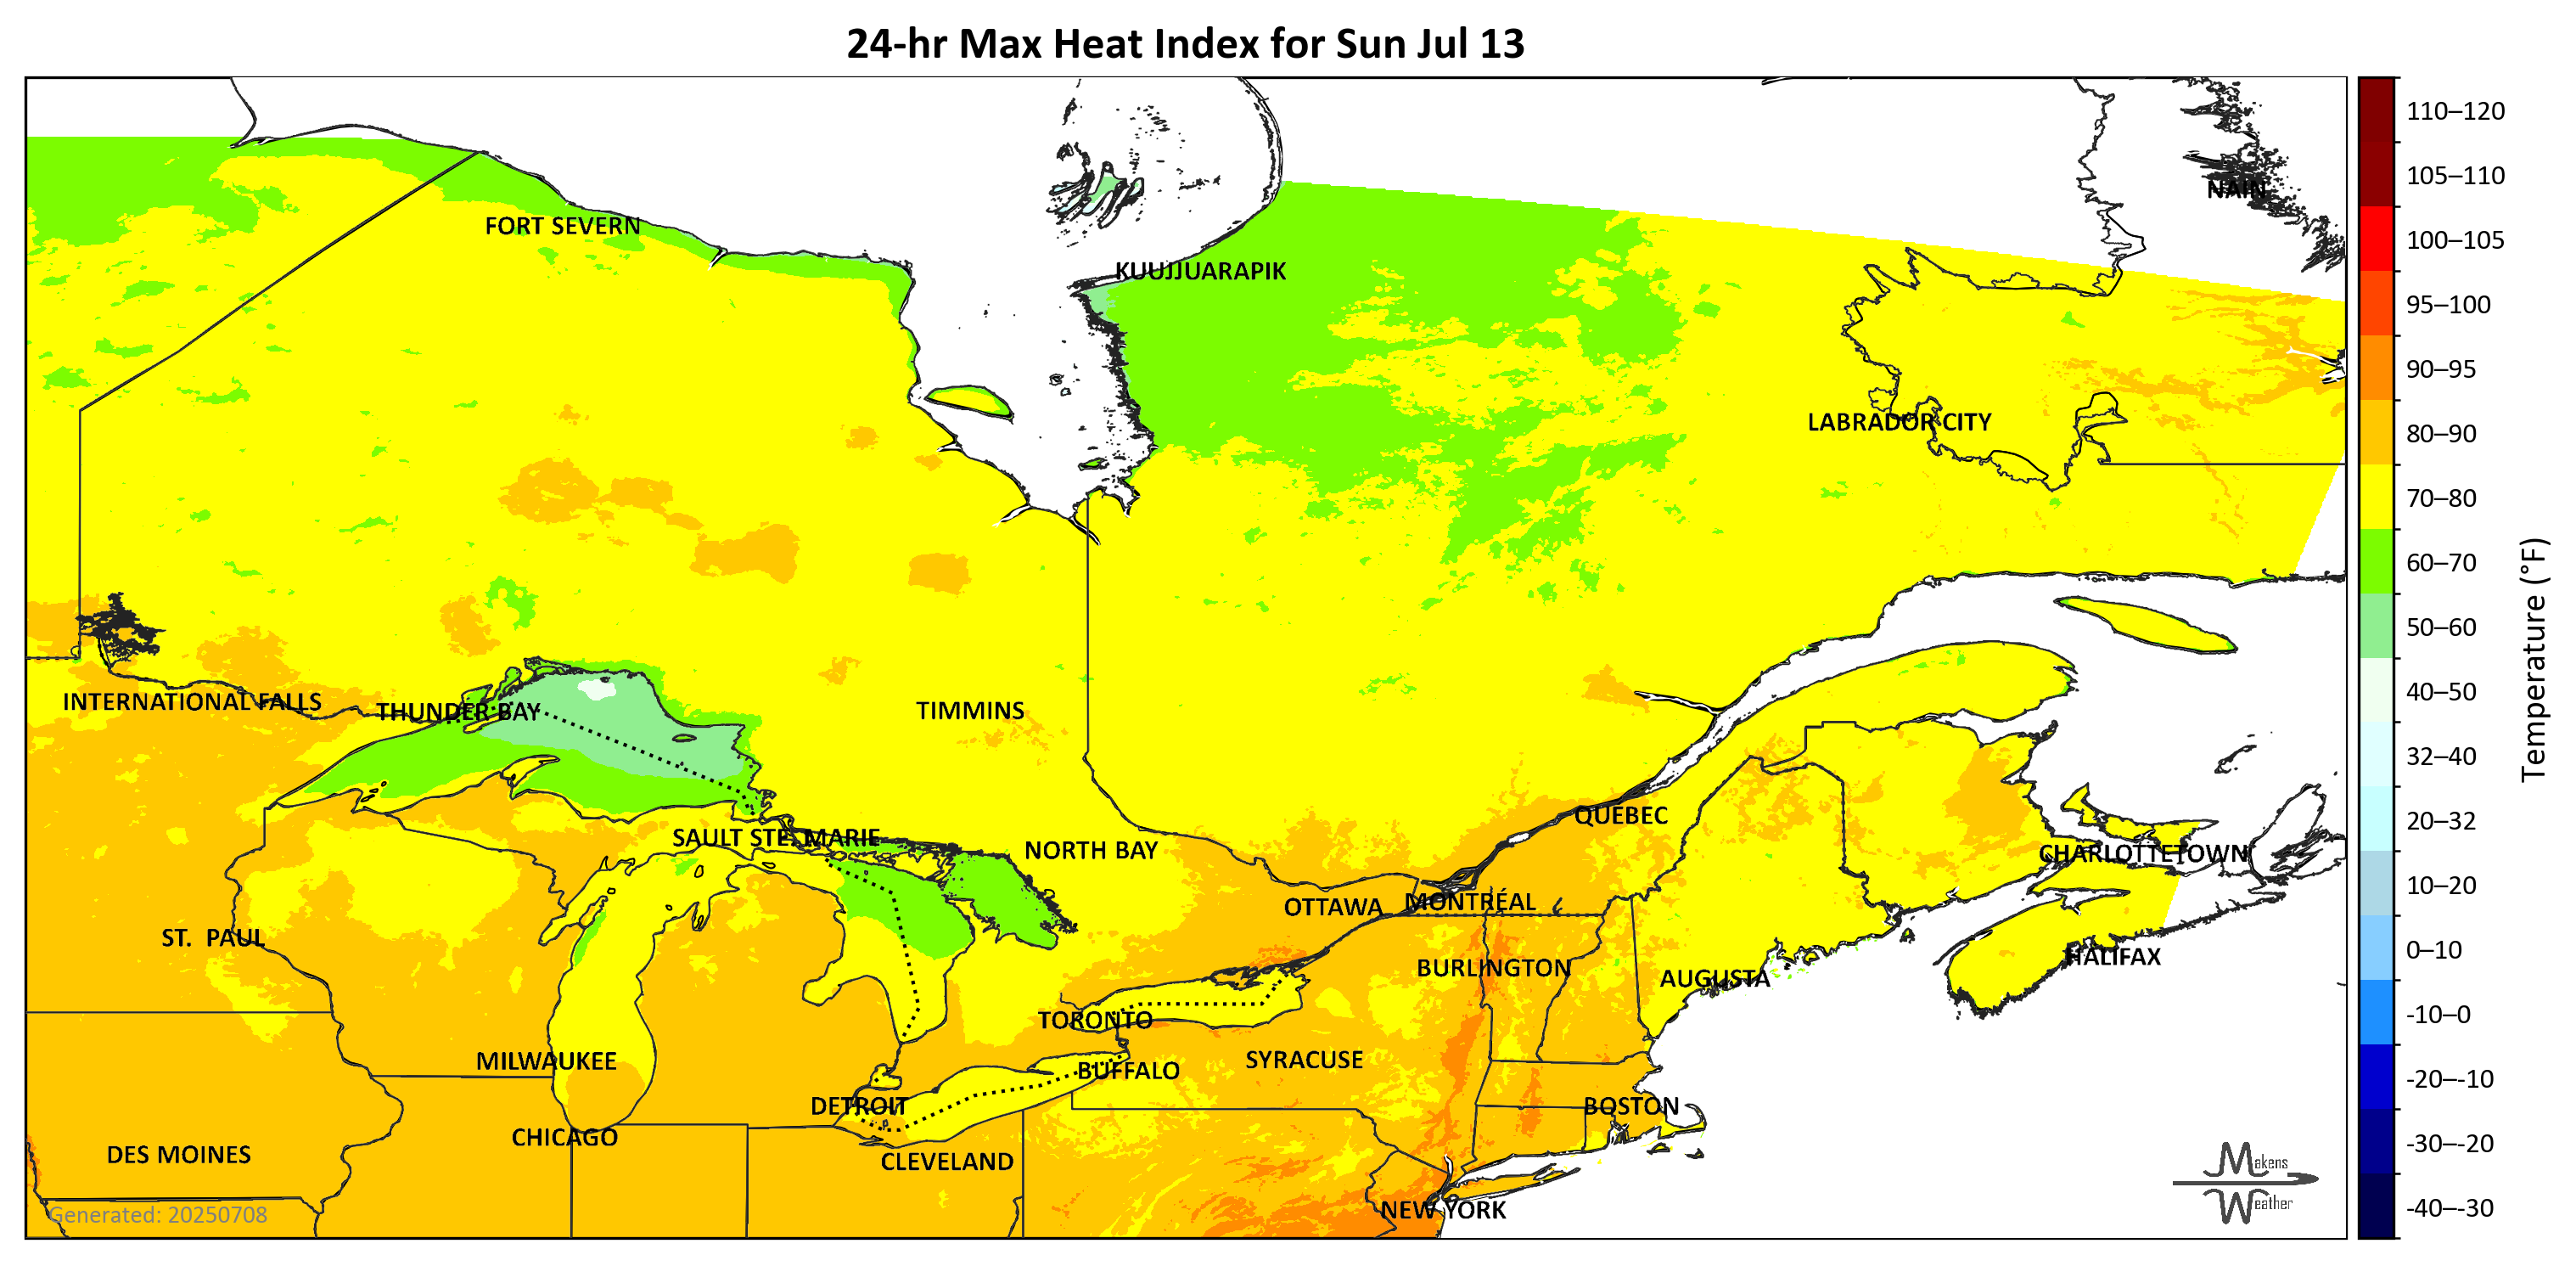 24-hr Max Heat Index for Sun Jul 13
110–120
105–110
100–105
95–100
90–95
80–90
70–80
60–70
50–60
40–50
32–40
20–32
10–20
0–10
-10–0
-20–-10
-30–-20
-40–-30
Temperature (°F)
NAIN
FORT SEVERN
KUUJJUARAPIK
LABRADOR CITY
INTERNATIONAL FALLS
THUNDER BAY
TIMMINS
QUEBEC
SAULT STE. MARIE
NORTH BAY
CHARLOTTETOWN
OTTAWA
MONTRÉAL
ST. PAUL
HALIFAX
BURLINGTON
AUGUSTA
TORONTO
MILWAUKEE
SYRACUSE
BUFFALO
DETROIT
BOSTON
CHICAGO
DES MOINES
CLEVELAND
NEW YORK
Generated: 20250708
Makens
Weather